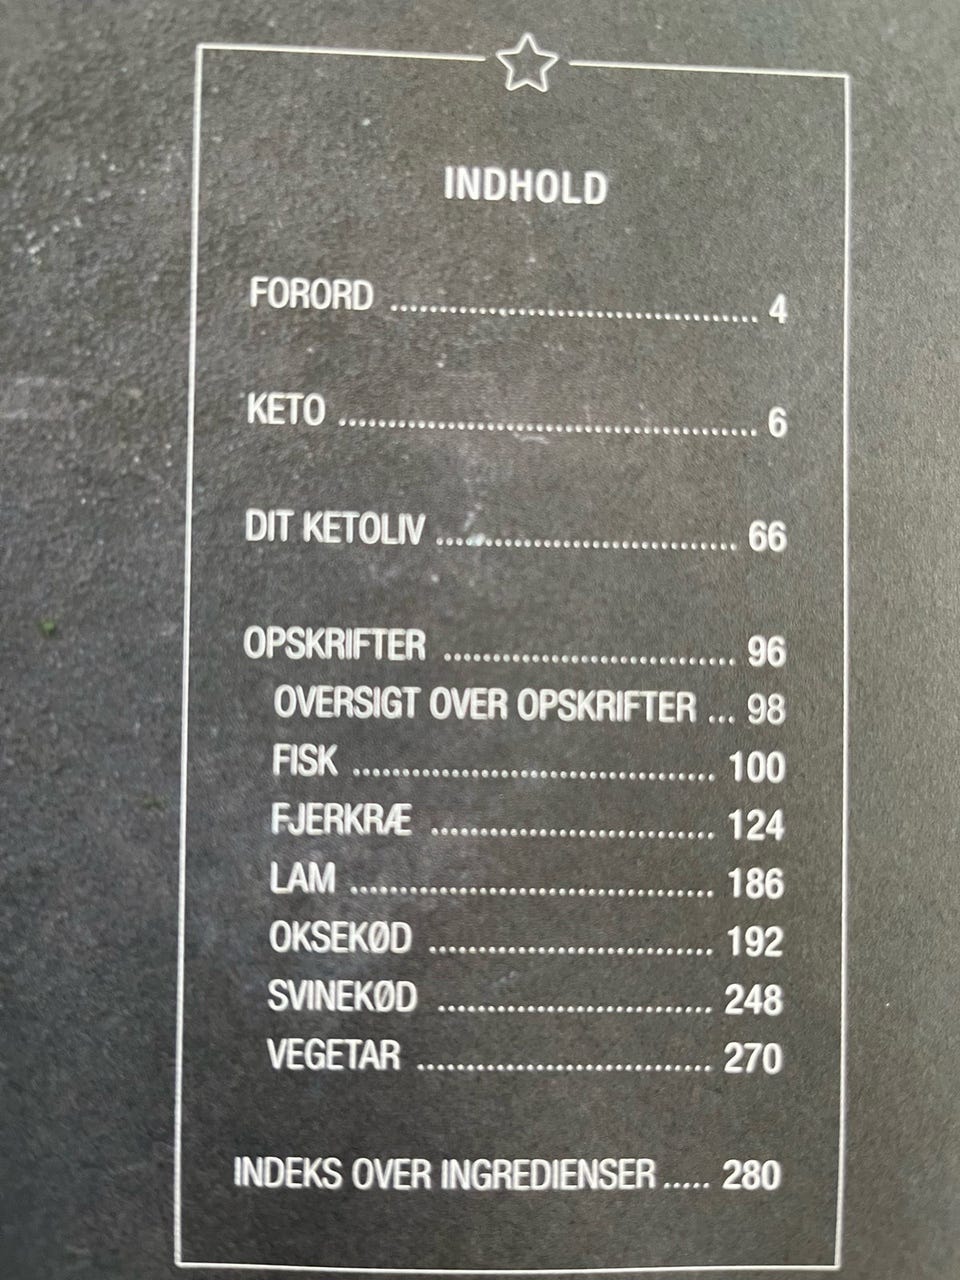 INDHOLD
FORORD ........................................ 4
KETO ............................................. 6
DIT KETOLIV ................................. 66
OPSKRIFTER ................................ 96
OVERSIGT OVER OPSKRIFTER ... 98
FISK ....................................... 100
FJERKRÆ ............................... 124
LAM ........................................ 186
OKSEKØD ............................... 192
SVINEKØD .............................. 248
VEGETAR ................................ 270
INDEKS OVER INGREDIENSER ..... 280